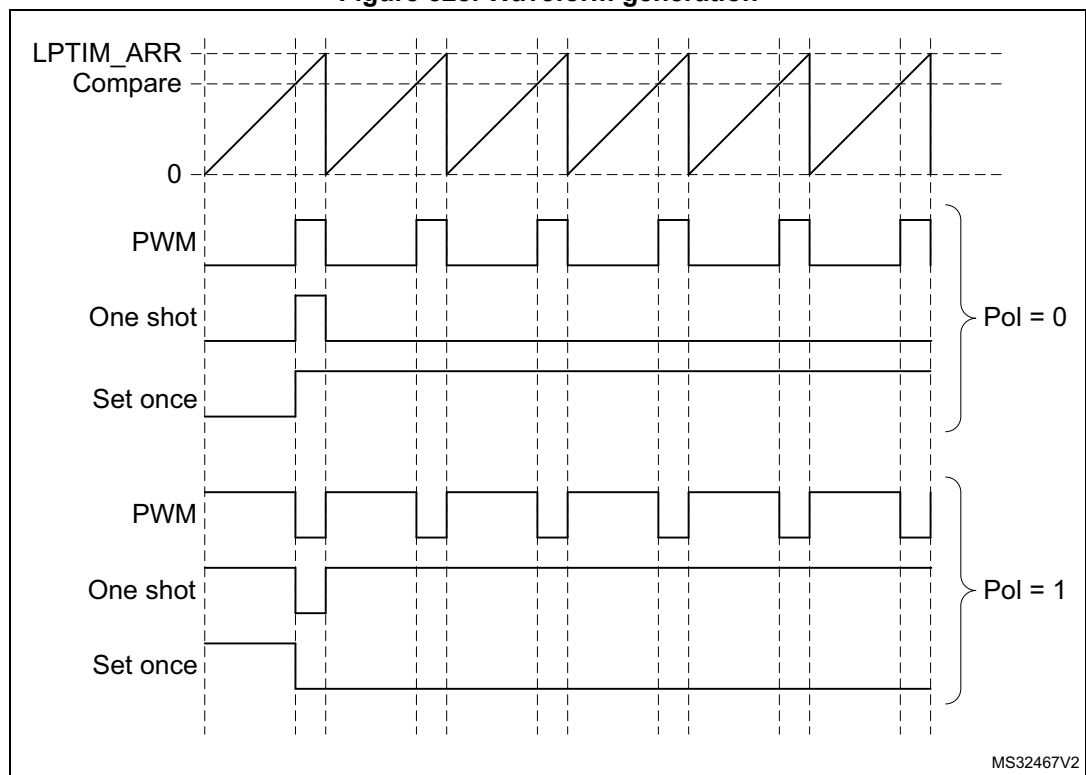 LPTIM_ARR
Compare
0
PWM
One shot
Set once
Pol = 0
PWM
One shot
Set once
Pol = 1
MS32467V2